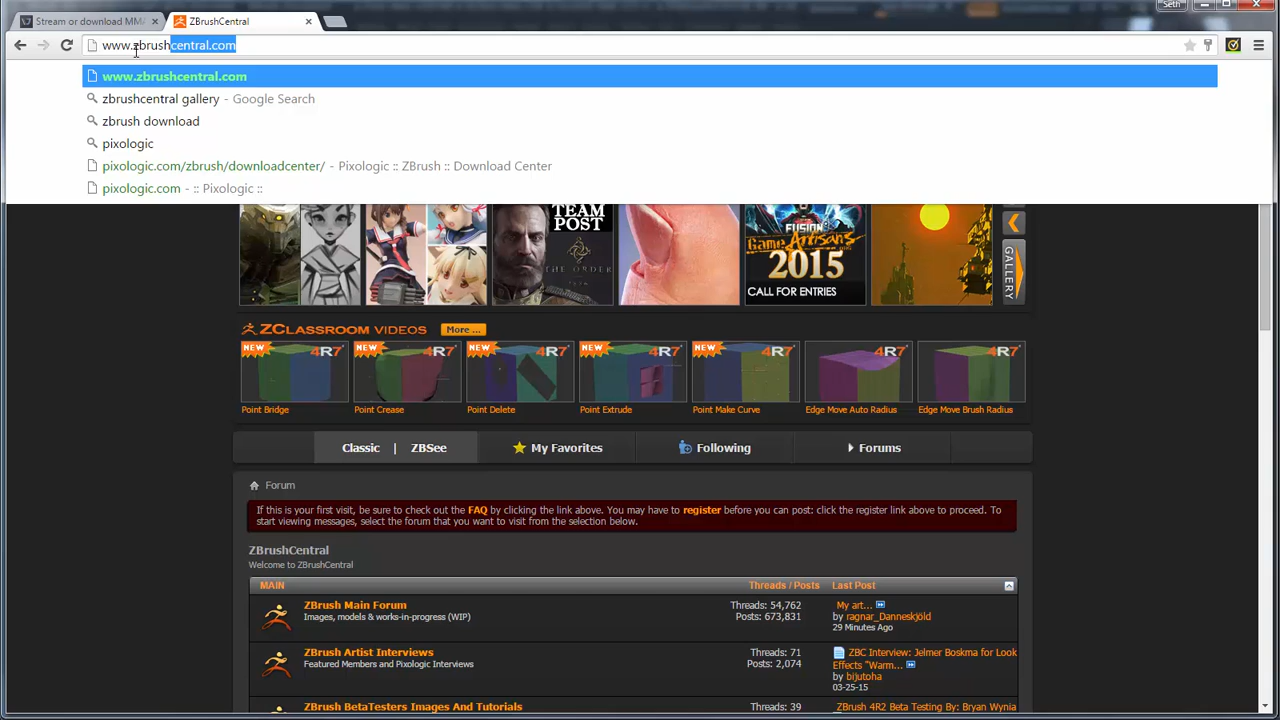 Seth
Stream or download MMA
ZBrushCentral
www.zbrushcentral.com
www.zbrushcentral.com
zbrushcentral gallery - Google Search
zbrush download
pixologic
pixologic.com/zbrush/downloadcenter/ - Pixologic :: ZBrush :: Download Center
pixologic.com - :: Pixologic ::
TEAM POST
THE ORDER
FUSION
Game Artisans
2015
CALL FOR ENTRIES
GALLERY
ZCLASSROOM VIDEOS More ...
NEW 4R7 NEW 4R7 NEW 4R7 NEW 4R7 4R7 4R7 4R7
Point Bridge Point Crease Point Delete Point Extrude Point Make Curve Edge Move Auto Radius Edge Move Brush Radius
Classic | ZBSee My Favorites Following Forums
Forum
If this is your first visit, be sure to check out the FAQ by clicking the link above. You may have to register before you can post: click the register link above to proceed. To
start viewing messages, select the forum that you want to visit from the selection below.
ZBrushCentral
Welcome to ZBrushCentral
MAIN Threads / Posts Last Post
ZBrush Main Forum Threads: 54,762 My art...
Images, models & works-in-progress (WIP) Posts: 673,831 by ragnar_Danneskjöld
29 Minutes Ago
ZBrush Artist Interviews Threads: 71 ZBC Interview: Jelmer Boskma for Look
Featured Members and Pixologic Interviews Posts: 2,074 Effects "Warm...
by bijutoha
03-25-15
ZBrush BetaTesters Images And Tutorials Threads: 39 ZBrush 4R2 Beta Testing By: Bryan Wynia